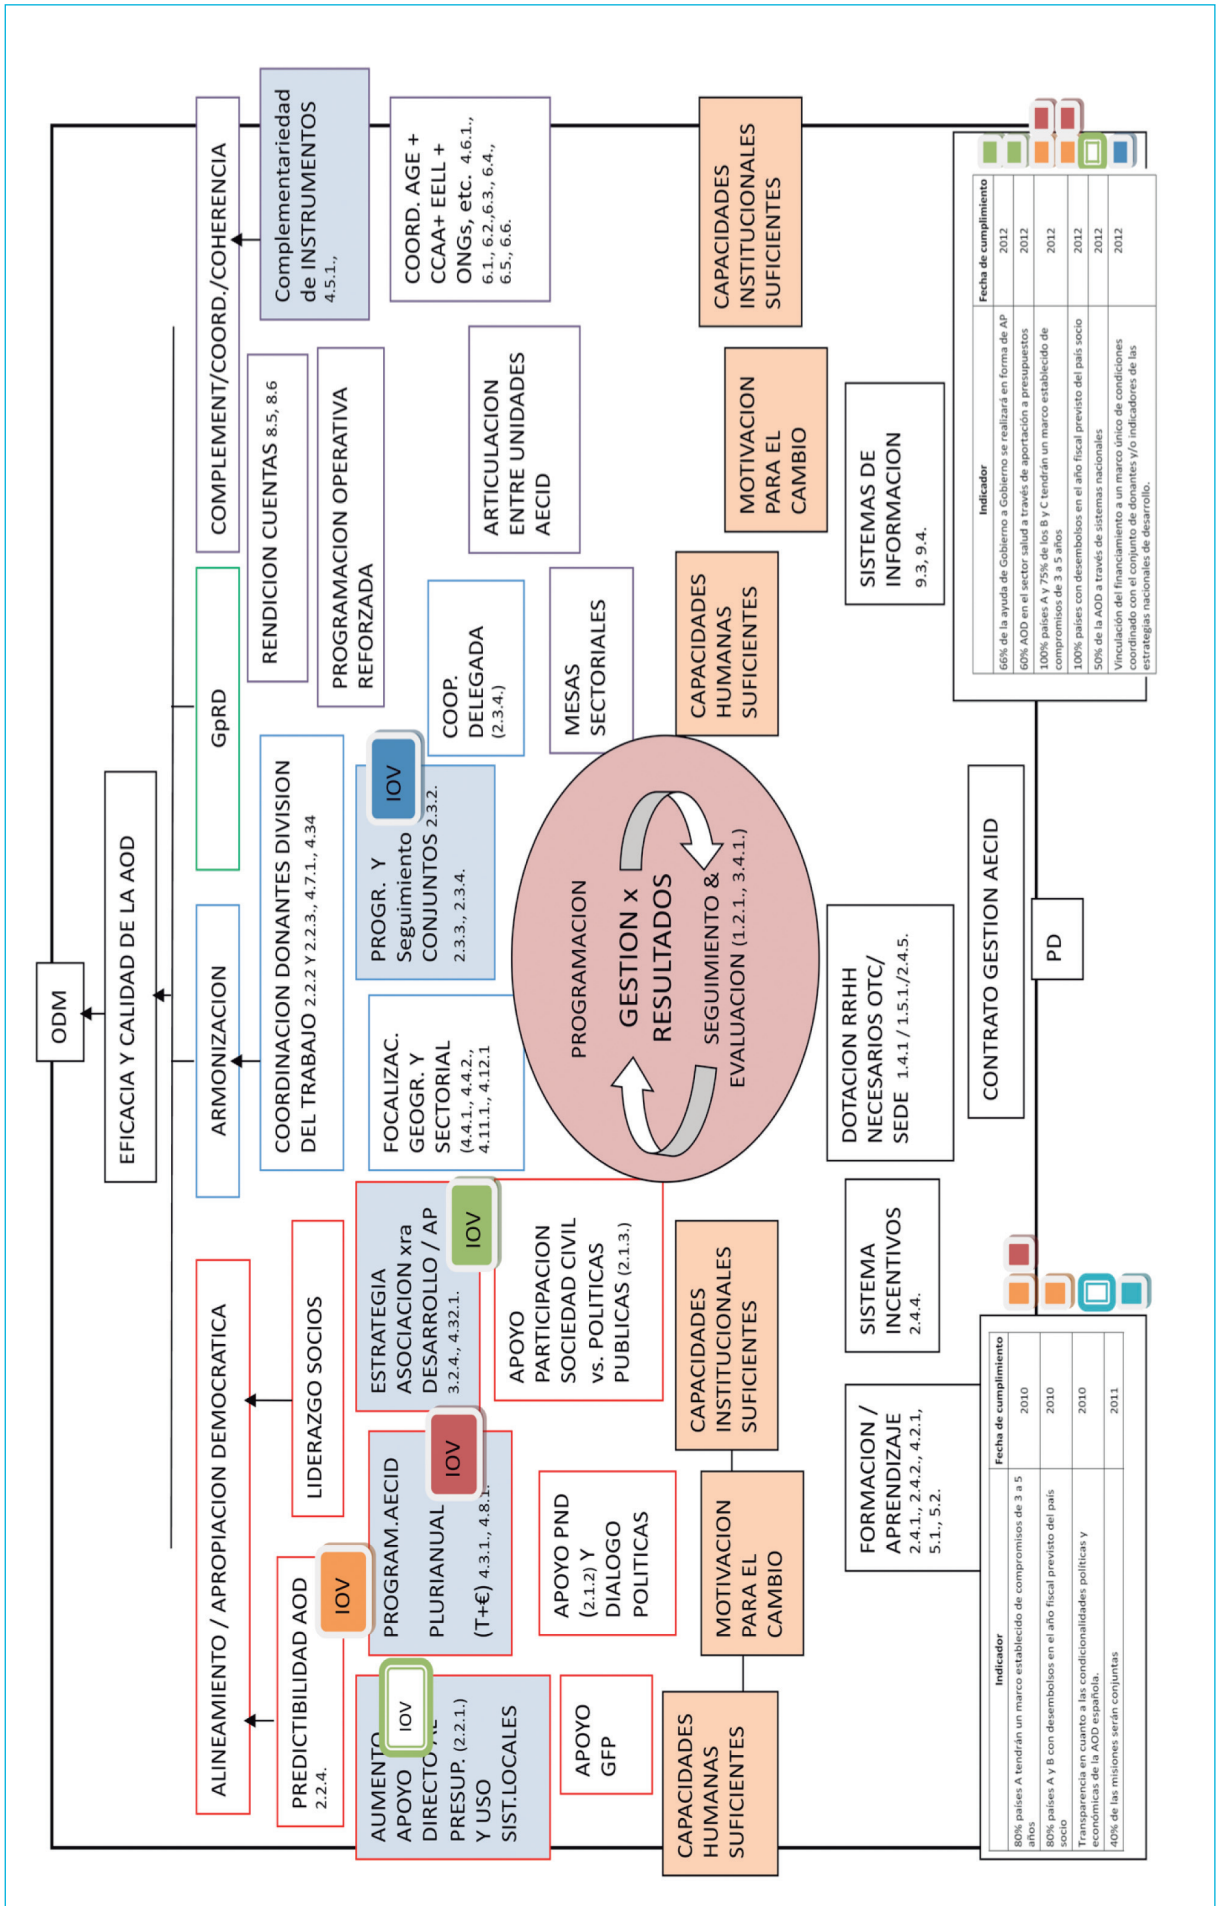 ODM
EFICACIA Y CALIDAD DE LA AOD
ALINEAMIENTO / APROPIACION DEMOCRATICA
ARMONIZACION
GpRD
COMPLEMENT/COORD./COHERENCIA
PREDICTIBILIDAD AOD
2.2.4.
IOV
LIDERAZGO SOCIOS
COORDINACION DONANTES DIVISION
DEL TRABAJO 2.2.2 Y 2.2.3., 4.7.1., 4.34
RENDICION CUENTAS 8.5, 8.6
Complementariedad
de INSTRUMENTOS
4.5.1.,
AUMENTO
APOYO
DIRECTO AL
PRESUP. (2.2.1.)
Y USO
SIST.LOCALES
IOV
PROGRAM.AECID
PLURIANUAL
(T+€) 4.3.1., 4.8.1.
IOV
ESTRATEGIA
ASOCIACION xra
DESARROLLO / AP
3.2.4., 4.32.1.
IOV
FOCALIZAC.
GEOGR. Y
SECTORIAL
(4.4.1., 4.4.2.,
4.11.1., 4.12.1
PROGR. Y
Seguimiento
CONJUNTOS 2.3.2.
2.3.3., 2.3.4.
IOV
PROGRAMACION OPERATIVA
REFORZADA
COORD. AGE +
CCAA+ EELL +
ONGs, etc. 4.6.1.,
6.1., 6.2.,6.3., 6.4.,
6.5., 6.6.
COOP.
DELEGADA
(2.3.4.)
ARTICULACION
ENTRE UNIDADES
AECID
APOYO
GFP
APOYO PND
(2.1.2) Y
DIALOGO
POLITICAS
APOYO
PARTICIPACION
SOCIEDAD CIVIL
vs. POLITICAS
PUBLICAS (2.1.3.)
MESAS
SECTORIALES
PROGRAMACION
GESTION x
RESULTADOS
SEGUIMIENTO &
EVALUACION (1.2.1., 3.4.1.)
CAPACIDADES
HUMANAS
SUFICIENTES
MOTIVACION
PARA EL
CAMBIO
CAPACIDADES
INSTITUCIONALES
SUFICIENTES
CAPACIDADES
HUMANAS
SUFICIENTES
MOTIVACION
PARA EL
CAMBIO
CAPACIDADES
INSTITUCIONALES
SUFICIENTES
FORMACION /
APRENDIZAJE
2.4.1., 2.4.2., 4.2.1,
5.1., 5.2.
SISTEMA
INCENTIVOS
2.4.4.
DOTACION RRHH
NECESARIOS OTC/
SEDE 1.4.1 / 1.5.1./2.4.5.
SISTEMAS DE
INFORMACION
9.3, 9.4.
CONTRATO GESTION AECID
PD
Indicador Fecha de cumplimiento
80% países A tendrán un marco establecido de compromisos de 3 a 5
años 2010
80% países A y B con desembolsos en el año fiscal previsto del país
socio 2010
Transparencia en cuanto a las condicionalidades políticas y
económicas de la AOD española. 2010
40% de las misiones serán conjuntas 2011
Indicador Fecha de cumplimiento
66% de la ayuda de Gobierno a Gobierno se realizará en forma de AP 2012
60% AOD en el sector salud a través de aportación a presupuestos 2012
100% países A y 75% de los B y C tendrán un marco establecido de
compromisos de 3 a 5 años 2012
100% países con desembolsos en el año fiscal previsto del país socio 2012
50% de la AOD a través de sistemas nacionales 2012
Vinculación del financiamiento a un marco único de condiciones
coordinado con el conjunto de donantes y/o indicadores de las
estrategias nacionales de desarrollo. 2012